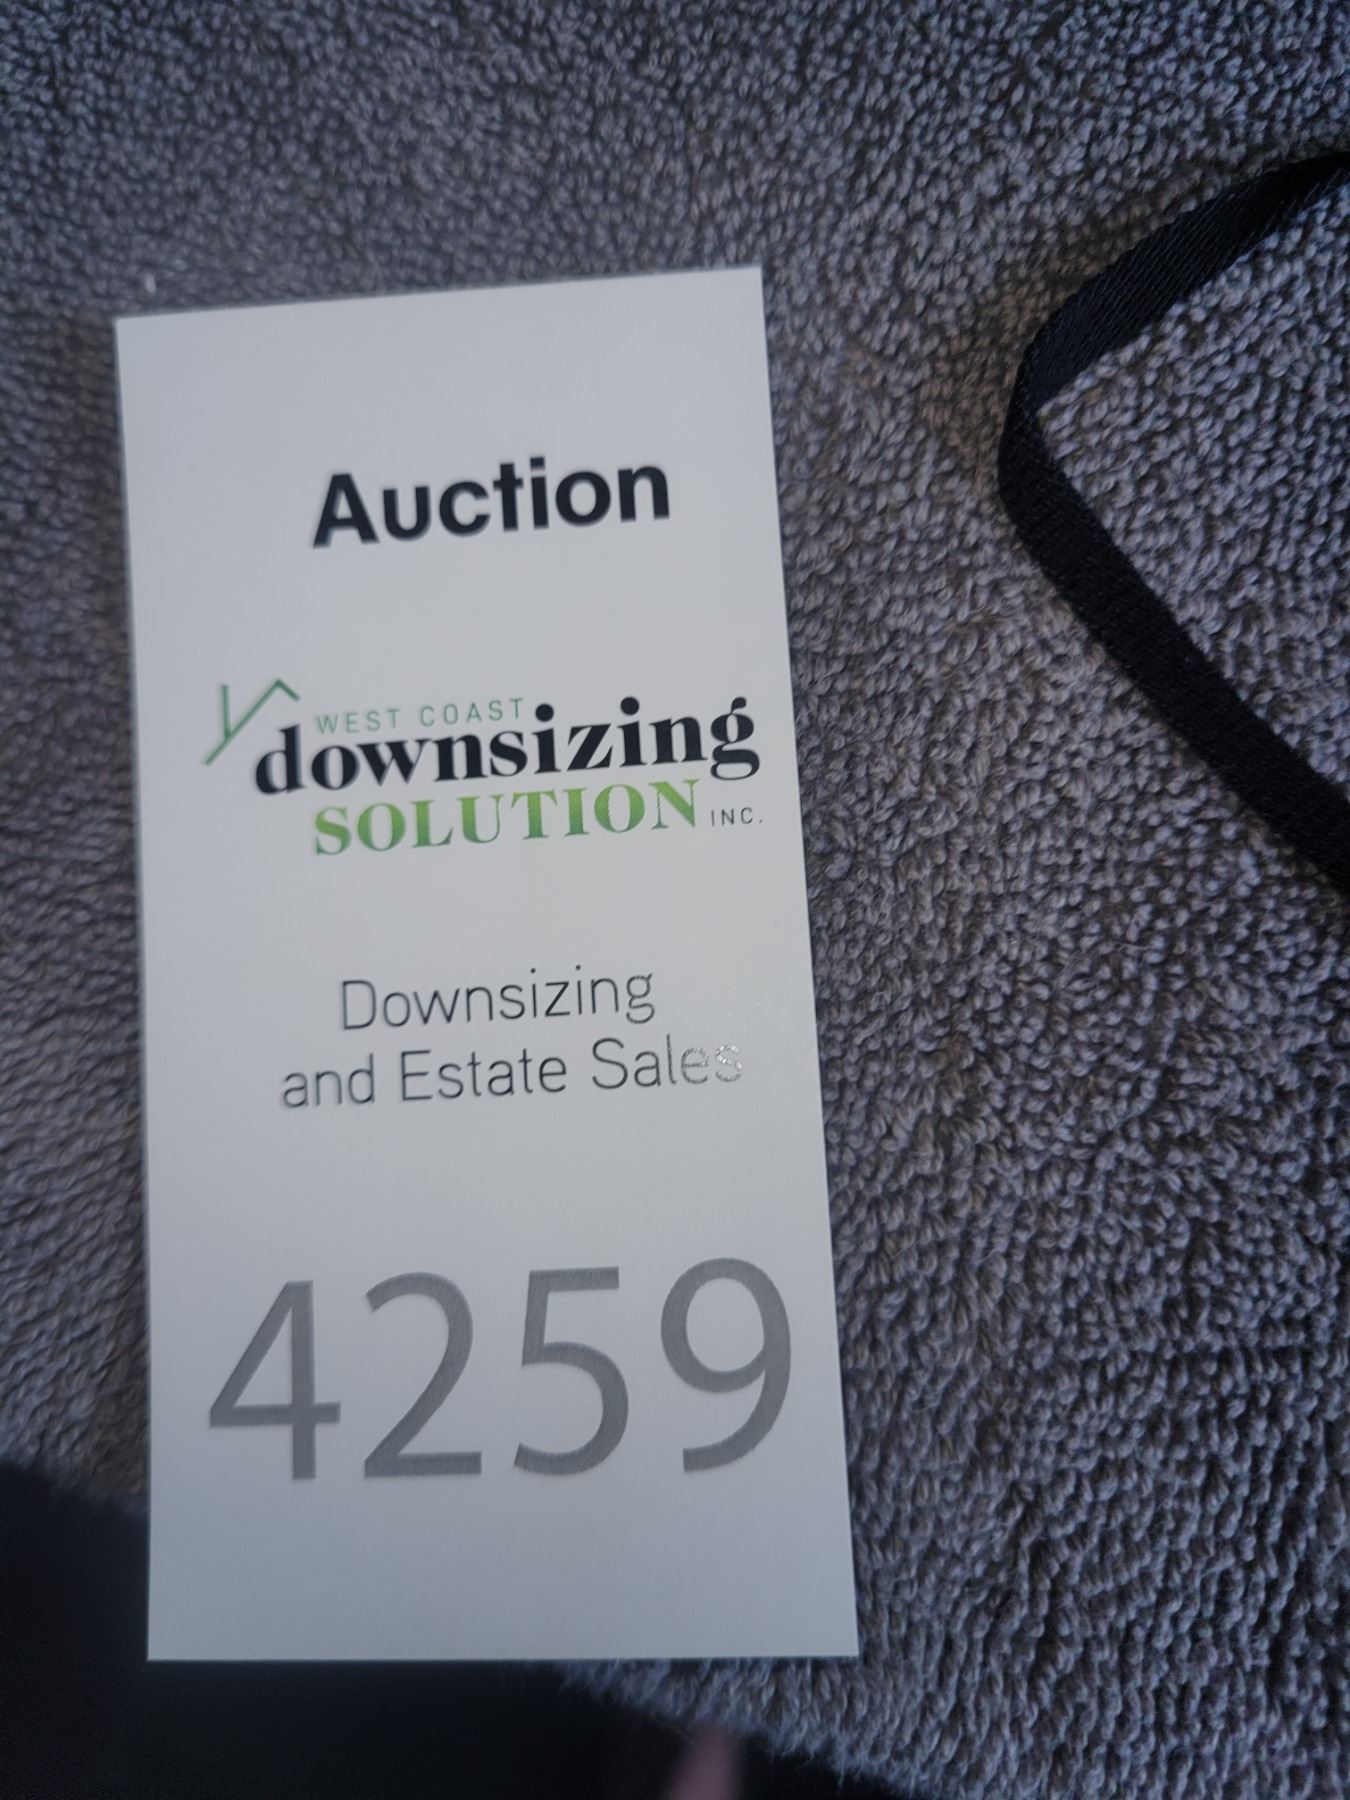 Auction
WEST COAST
downsizing
SOLUTION INC.
Downsizing
and Estate Sales
4259